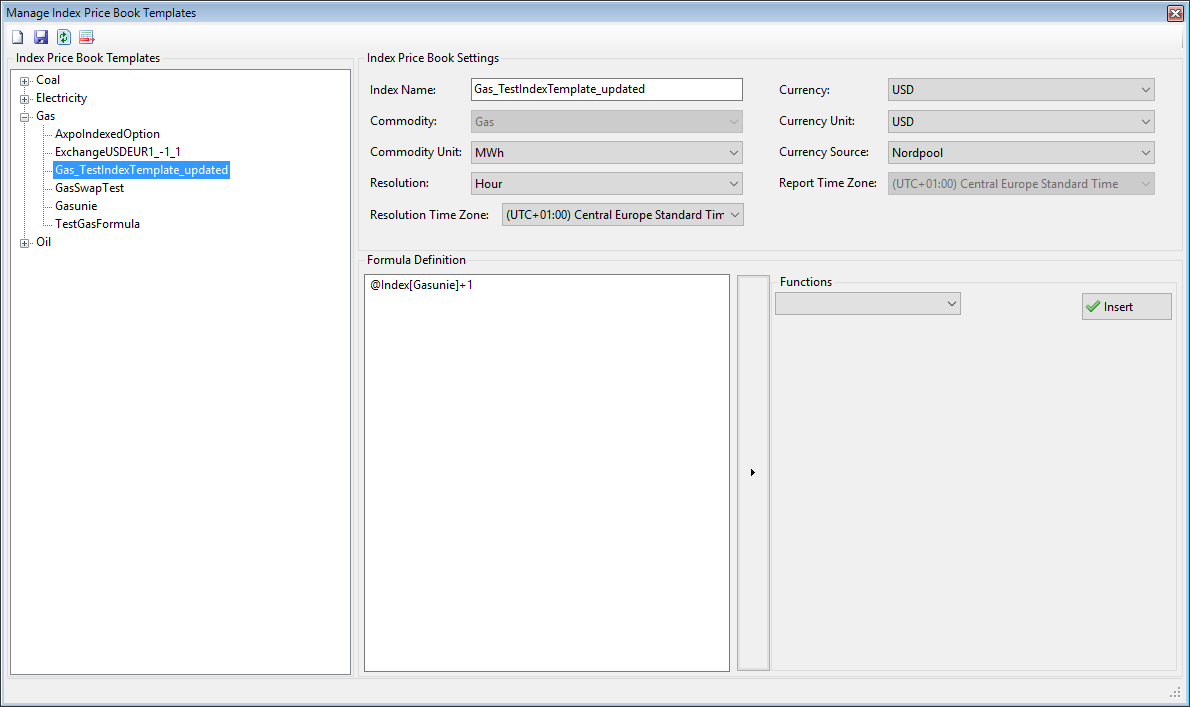 Manage Index Price Book Templates
Index Price Book Templates
Coal
Electricity
Gas
AxpoIndexedOption
ExchangeUSDEUR1_-1_1
Gas_TestIndexTemplate_updated
GasSwapTest
Gasunie
TestGasFormula
Oil
Index Price Book Settings
Index Name: Gas_TestIndexTemplate_updated
Commodity: Gas
Commodity Unit: MWh
Resolution: Hour
Resolution Time Zone: (UTC+01:00) Central Europe Standard Tim
Currency: USD
Currency Unit: USD
Currency Source: Nordpool
Report Time Zone: (UTC+01:00) Central Europe Standard Time
Formula Definition
@Index[Gasunie]+1
Functions
Insert